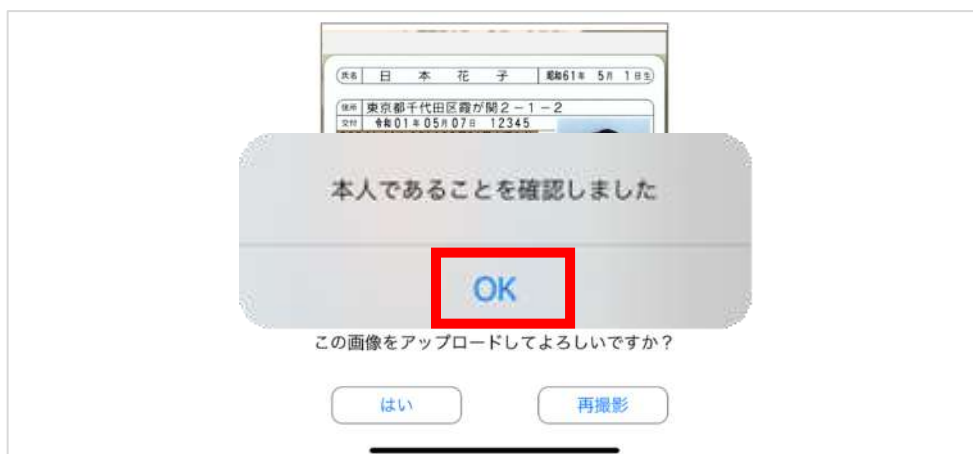 氏名 日本花子 昭和61年 5月 1日生
住所 東京都千代田区霞が関2－1－2
交付 令和01年05月07日 12345
本人であることを確認しました
OK
この画像をアップロードしてよろしいですか？
はい 再撮影